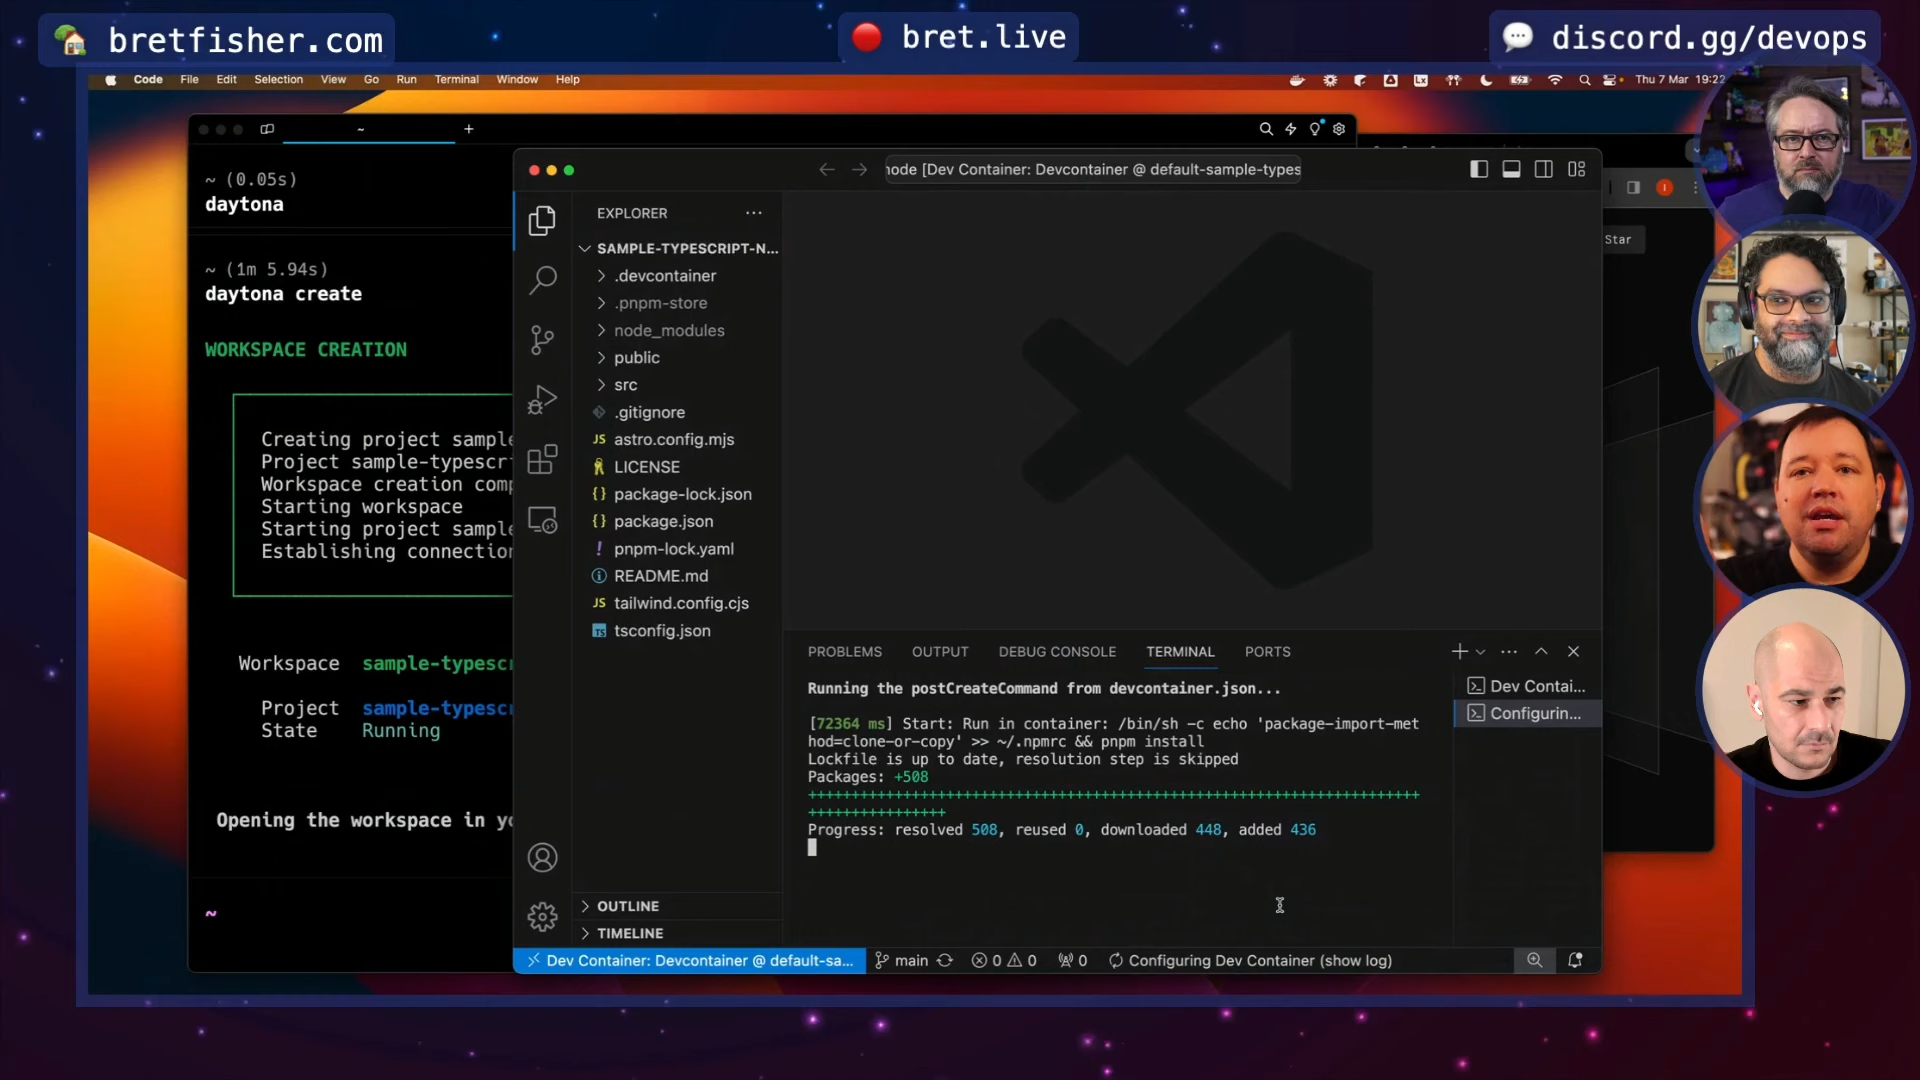 bretfisher.com
bret.live
discord.gg/devops
Code File Edit Selection View Go Run Terminal Window Help
Thu 7 Mar 19:22
~
~ (0.05s)
daytona
~ (1m 5.94s)
daytona create
WORKSPACE CREATION
Creating project sample
Project sample-typescri
Workspace creation comp
Starting workspace
Starting project sample
Establishing connection
Workspace sample-typescr
Project sample-typescr
State Running
Opening the workspace in yo
~
node [Dev Container: Devcontainer @ default-sample-types
Star
EXPLORER
SAMPLE-TYPESCRIPT-N...
.devcontainer
.pnpm-store
node_modules
public
src
.gitignore
JS astro.config.mjs
LICENSE
{} package-lock.json
{} package.json
! pnpm-lock.yaml
README.md
JS tailwind.config.cjs
TS tsconfig.json
OUTLINE
TIMELINE
PROBLEMS OUTPUT DEBUG CONSOLE TERMINAL PORTS
Running the postCreateCommand from devcontainer.json...
[72364 ms] Start: Run in container: /bin/sh -c echo 'package-import-met
hod=clone-or-copy' >> ~/.npmrc && pnpm install
Lockfile is up to date, resolution step is skipped
Packages: +508
+++++++++++++++++++++++++++++++++++++++++++++++++++++++++++++++++++++++
++++++++++++++++
Progress: resolved 508, reused 0, downloaded 448, added 436
Dev Contai...
Configurin...
Dev Container: Devcontainer @ default-sa... main 0 0 0 Configuring Dev Container (show log)